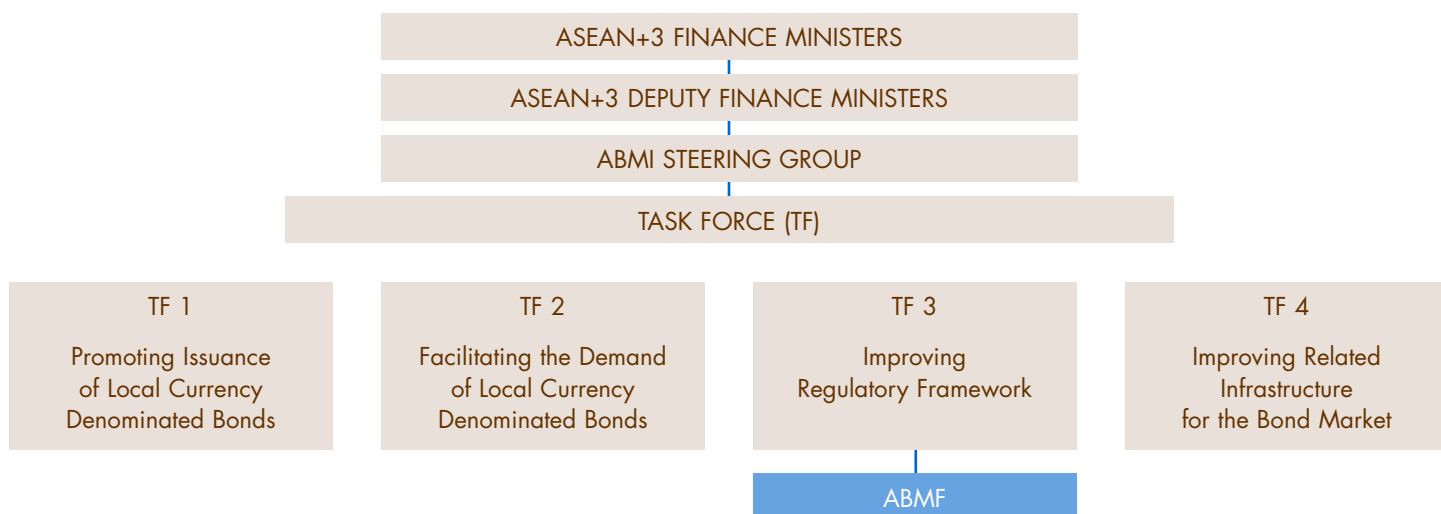 ASEAN+3 FINANCE MINISTERS
ASEAN+3 DEPUTY FINANCE MINISTERS
ABMI STEERING GROUP
TASK FORCE (TF)
TF 1
Promoting Issuance
of Local Currency
Denominated Bonds
TF 2
Facilitating the Demand
of Local Currency
Denominated Bonds
TF 3
Improving
Regulatory Framework
TF 4
Improving Related
Infrastructure
for the Bond Market
ABMF